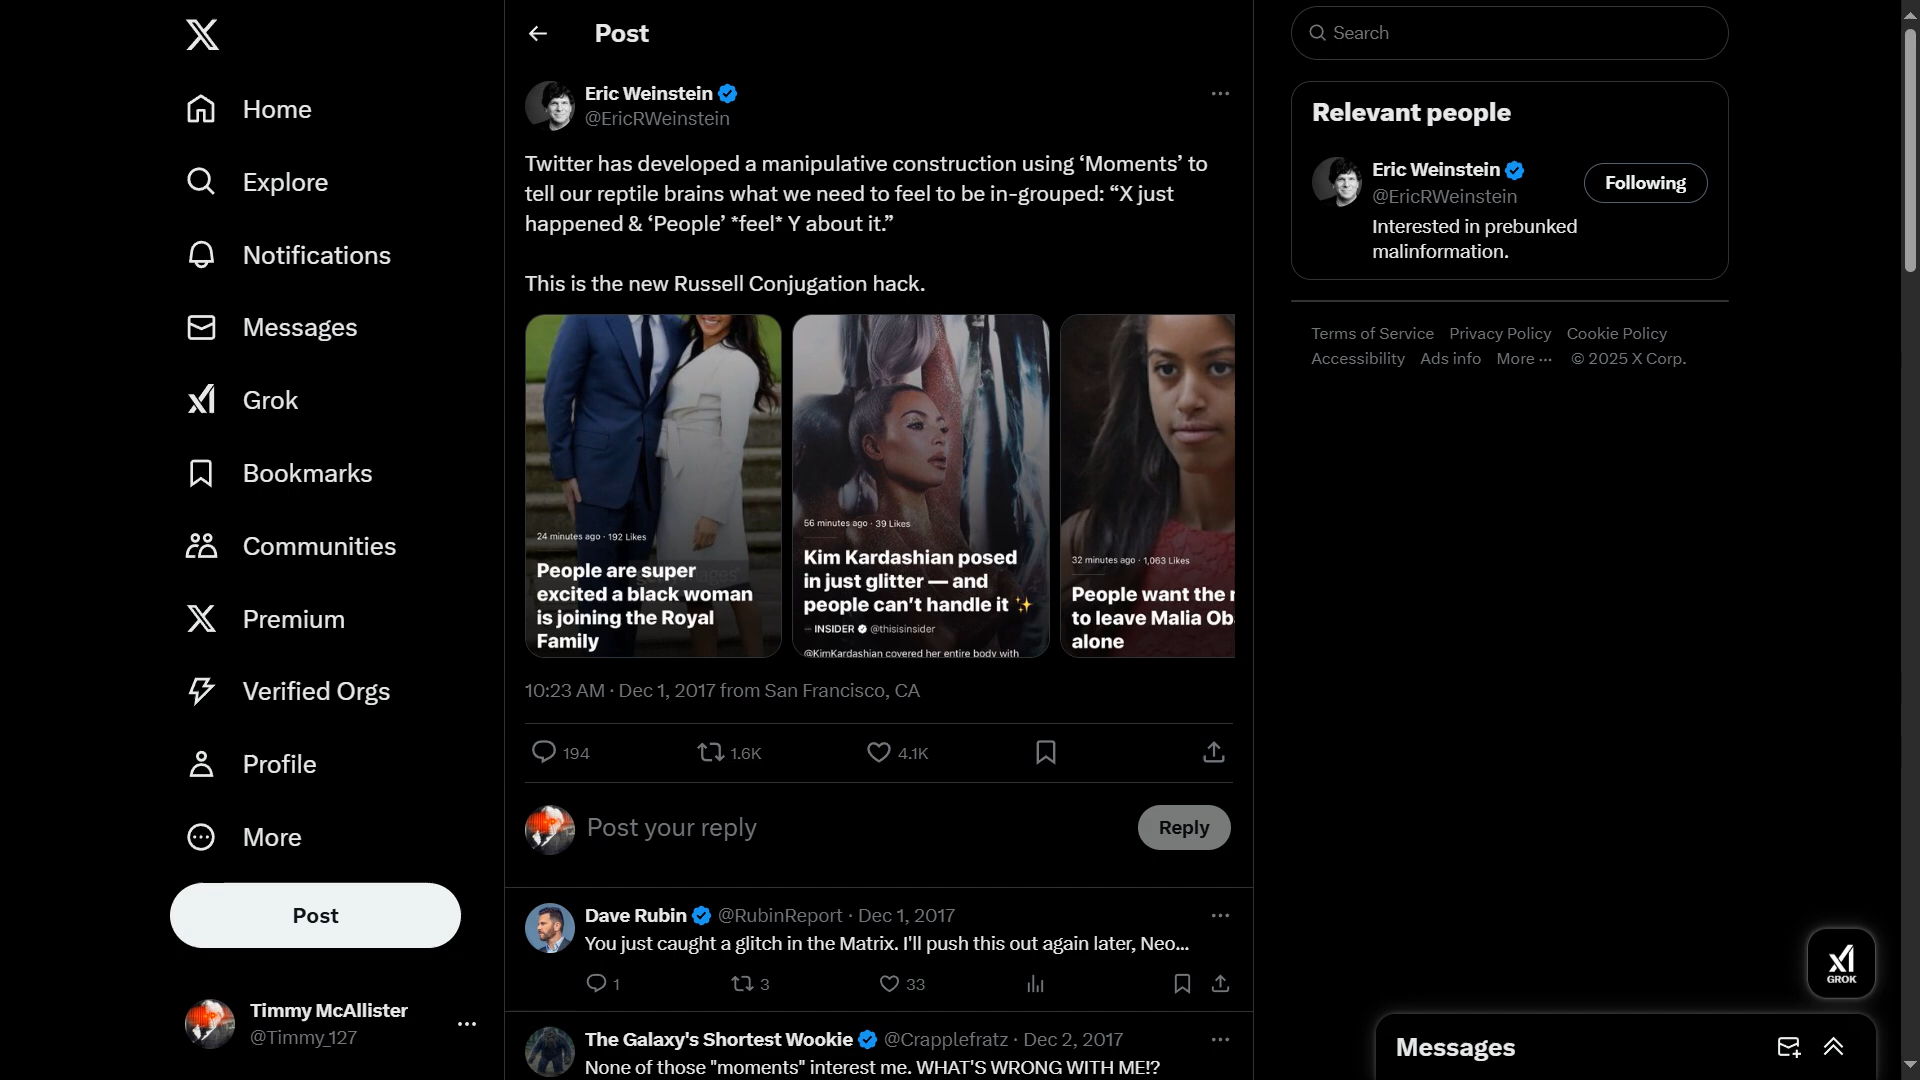 Home
Explore
Notifications
Messages
Grok
Bookmarks
Communities
Premium
Verified Orgs
Profile
More
Post
Timmy McAllister
@Timmy_127
Post
Eric Weinstein
@EricRWeinstein
Twitter has developed a manipulative construction using ‘Moments’ to
tell our reptile brains what we need to feel to be in-grouped: “X just
happened & ‘People’ *feel* Y about it.”
This is the new Russell Conjugation hack.
24 minutes ago · 192 Likes
People are super
excited a black woman
is joining the Royal
Family
56 minutes ago · 39 Likes
Kim Kardashian posed
in just glitter — and
people can’t handle it ✨
— INSIDER @thisisinsider
@KimKardashian covered her entire body with
32 minutes ago · 1,063 Likes
People want the
to leave Malia Ob
alone
10:23 AM · Dec 1, 2017 from San Francisco, CA
194 1.6K 4.1K
Post your reply
Reply
Dave Rubin @RubinReport · Dec 1, 2017
You just caught a glitch in the Matrix. I'll push this out again later, Neo...
1 3 33
The Galaxy's Shortest Wookie @Crapplefratz · Dec 2, 2017
None of those "moments" interest me. WHAT'S WRONG WITH ME!?
Search
Relevant people
Eric Weinstein
@EricRWeinstein
Following
Interested in prebunked
malinformation.
Terms of Service Privacy Policy Cookie Policy
Accessibility Ads info More ··· © 2025 X Corp.
GROK
Messages